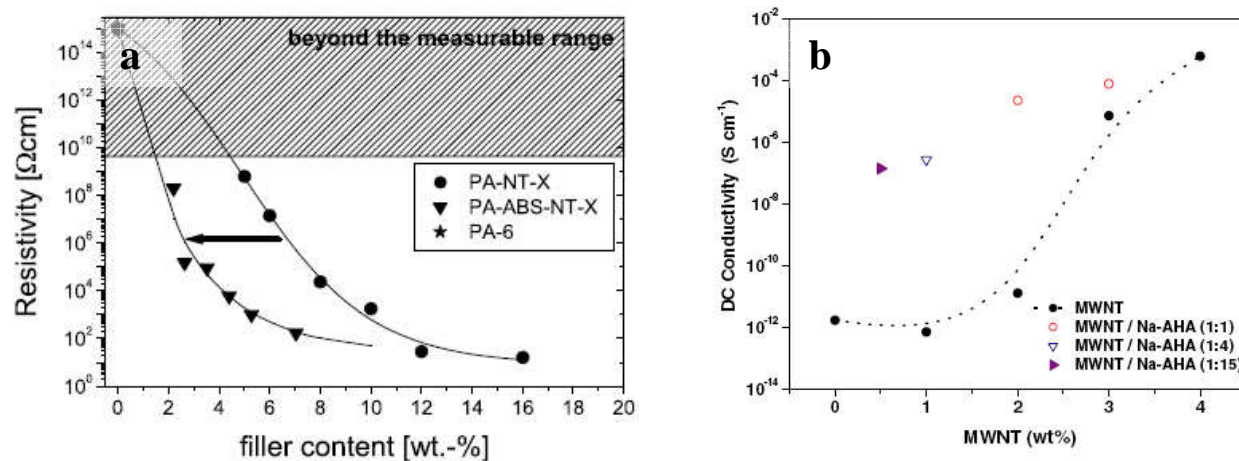 a
beyond the measurable range
Resistivity [Ωcm]
10^14
10^12
10^10
10^8
10^6
10^4
10^2
10^0
PA-NT-X
PA-ABS-NT-X
PA-6
0 2 4 6 8 10 12 14 16 18 20
filler content [wt.-%]
b
DC Conductivity (S cm^-1)
10^-2
10^-4
10^-6
10^-8
10^-10
10^-12
10^-14
MWNT
MWNT / Na-AHA (1:1)
MWNT / Na-AHA (1:4)
MWNT / Na-AHA (1:15)
0 1 2 3 4
MWNT (wt%)